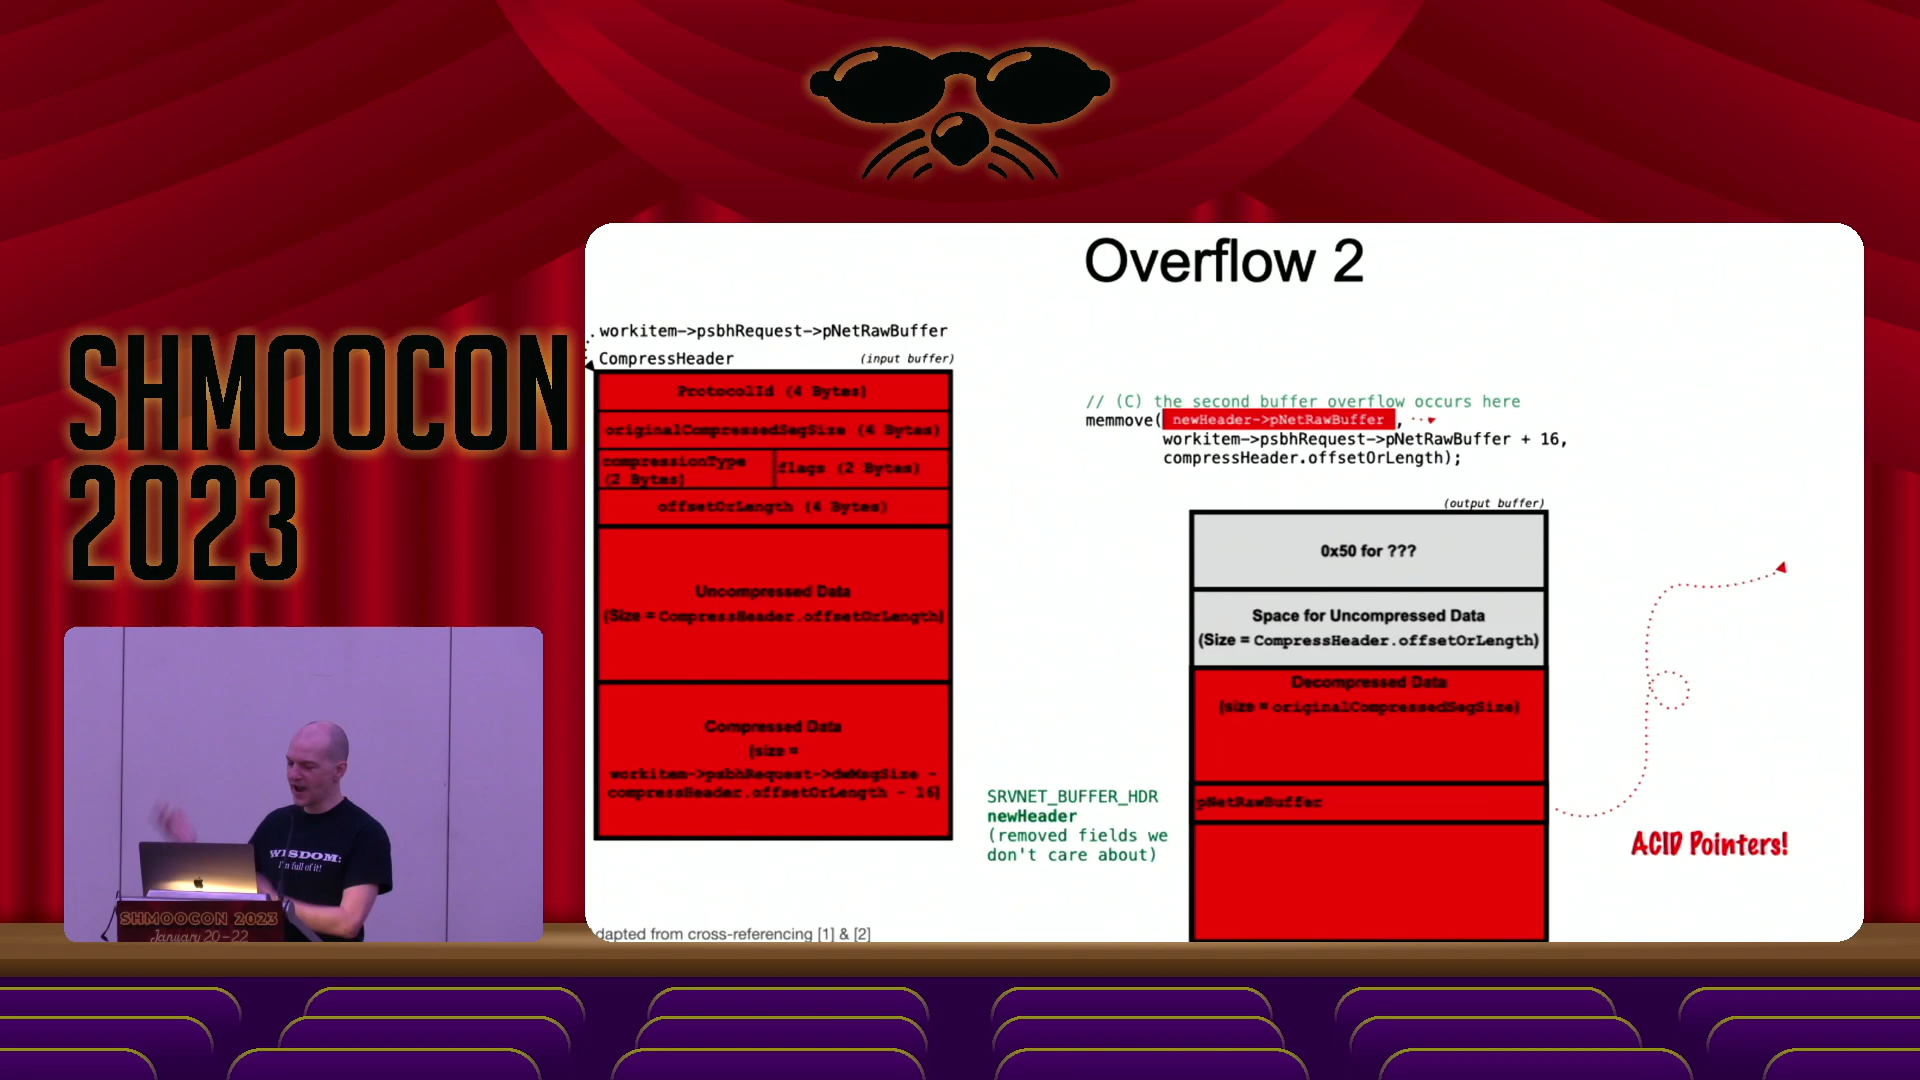 SHMOOCON
2023
Overflow 2
workitem->psbhRequest->pNetRawBuffer
CompressHeader
(input buffer)
ProtocolId (4 Bytes)
originalCompressedSegSize (4 Bytes)
compressionType
(2 Bytes)
flags (2 Bytes)
offsetOrLength (4 Bytes)
Uncompressed Data
(Size = CompressHeader.offsetOrLength)
Compressed Data
(size =
workitem->psbhRequest->dwMsgSize -
compressHeader.offsetOrLength - 16)
// (C) the second buffer overflow occurs here
memmove( newHeader->pNetRawBuffer ,
workitem->psbhRequest->pNetRawBuffer + 16,
compressHeader.offsetOrLength);
(output buffer)
0x50 for ???
Space for Uncompressed Data
(Size = CompressHeader.offsetOrLength)
Decompressed Data
(size = originalCompressedSegSize)
pNetRawBuffer
SRVNET_BUFFER_HDR
newHeader
(removed fields we
don't care about)
ACID Pointers!
dapted from cross-referencing [1] & [2]
WISDOM:
I'm full of it!
SHMOOCON 2023
January 20-22